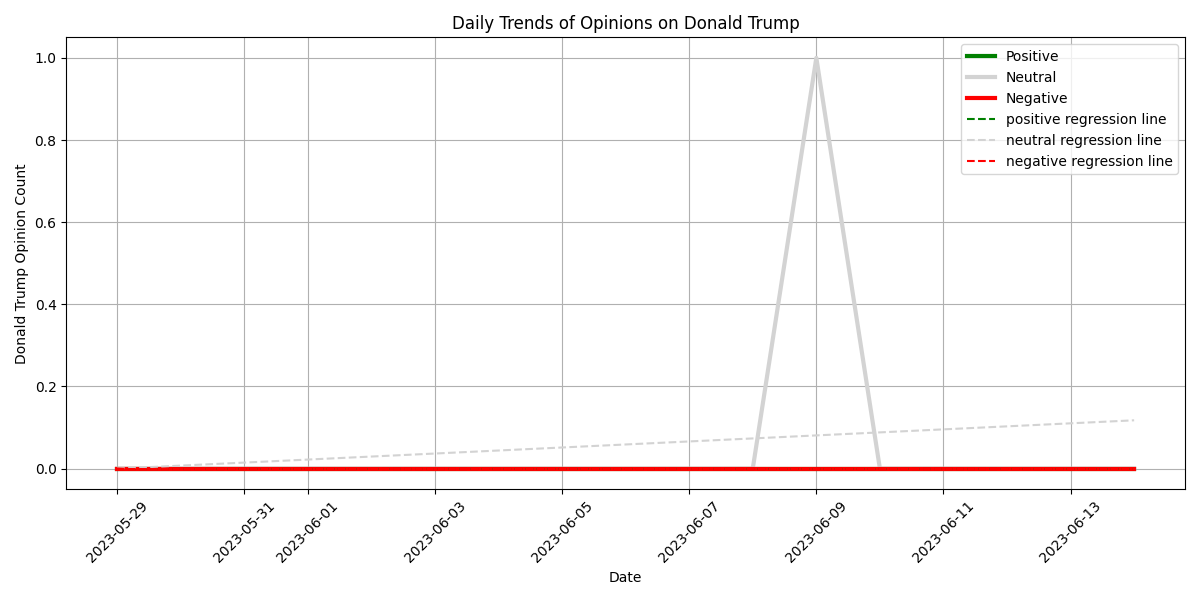 Daily Trends of Opinions on Donald Trump
Positive
Neutral
Negative
positive regression line
neutral regression line
negative regression line
Donald Trump Opinion Count
1.0
0.8
0.6
0.4
0.2
0.0
2023-05-29
2023-05-31
2023-06-01
2023-06-03
2023-06-05
2023-06-07
2023-06-09
2023-06-11
2023-06-13
Date